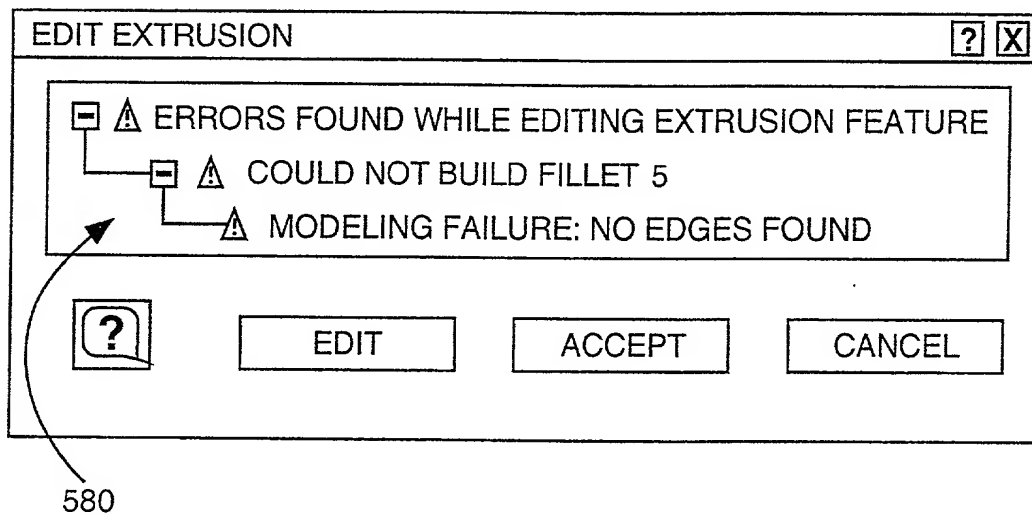 EDIT EXTRUSION ? X
- ! ERRORS FOUND WHILE EDITING EXTRUSION FEATURE
- ! COULD NOT BUILD FILLET 5
! MODELING FAILURE: NO EDGES FOUND
? EDIT ACCEPT CANCEL
580